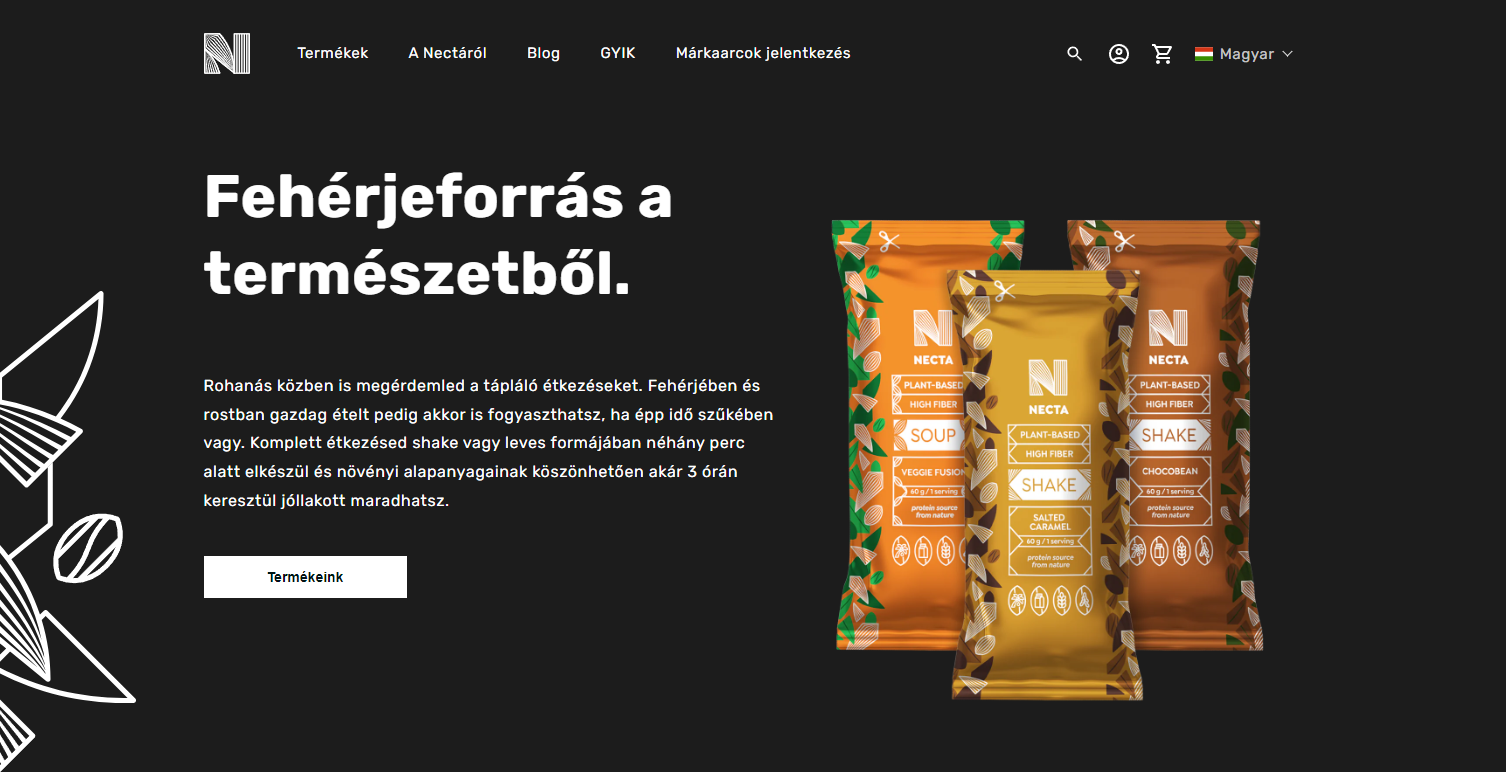 Termékek
A Nectáról
Blog
GYIK
Márkaarcok jelentkezés
Magyar
Fehérjeforrás a
természetből.
Rohanás közben is megérdemled a tápláló étkezéseket. Fehérjében és
rostban gazdag ételt pedig akkor is fogyaszthatsz, ha épp idő szűkében
vagy. Komplett étkezésed shake vagy leves formájában néhány perc
alatt elkészül és növényi alapanyagainak köszönhetően akár 3 órán
keresztül jóllakott maradhatsz.
Termékeink
NECTA
PLANT-BASED
HIGH FIBER
SOUP
VEGGIE FUSION
60 g / 1 serving
protein source
from nature
NECTA
PLANT-BASED
HIGH FIBER
SHAKE
SALTED
CARAMEL
60 g / 1 serving
protein source
from nature
NECTA
PLANT-BASED
HIGH FIBER
SHAKE
CHOCOBEAN
60 g / 1 serving
protein source
from nature